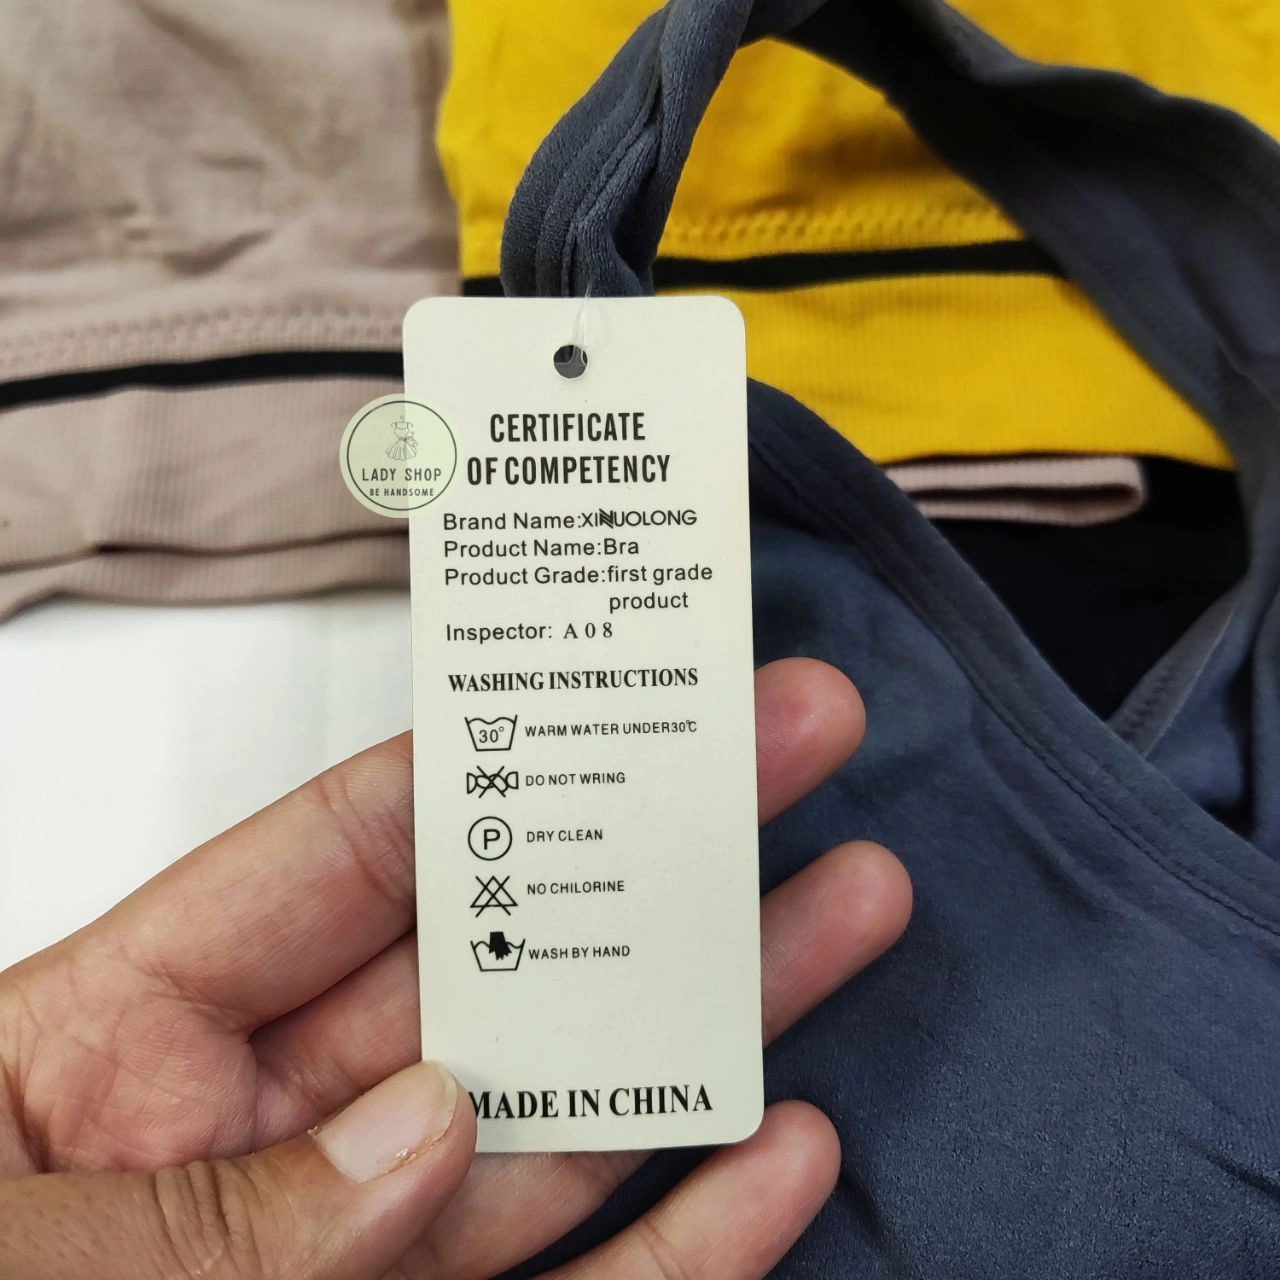 CERTIFICATE
OF COMPETENCY
LADY SHOP
BE HANDSOME
Brand Name:XINUOLONG
Product Name:Bra
Product Grade:first grade
product
Inspector: A 0 8
WASHING INSTRUCTIONS
30° WARM WATER UNDER30℃
DO NOT WRING
P DRY CLEAN
NO CHILORINE
WASH BY HAND
MADE IN CHINA